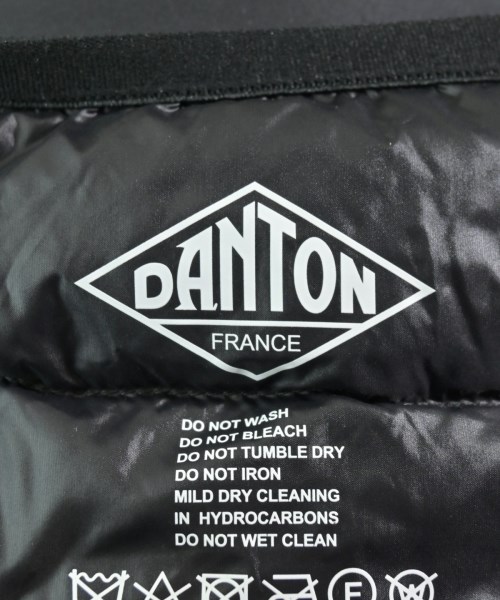 DANTON
FRANCE
DO NOT WASH
DO NOT BLEACH
DO NOT TUMBLE DRY
DO NOT IRON
MILD DRY CLEANING
IN HYDROCARBONS
DO NOT WET CLEAN
F
W